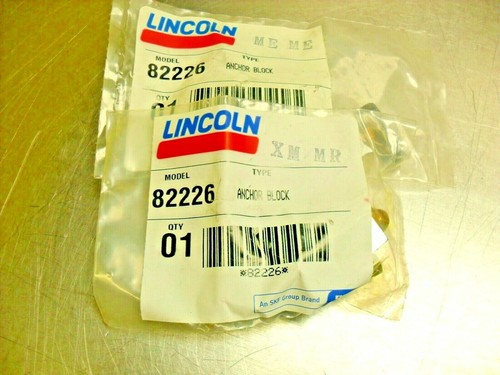 LINCOLN
ME ME
MODEL TYPE
82226 ANCHOR BLOCK
QTY
01
LINCOLN
XM MR
MODEL TYPE
82226 ANCHOR BLOCK
QTY
01
*82226*
An SKF Group Brand